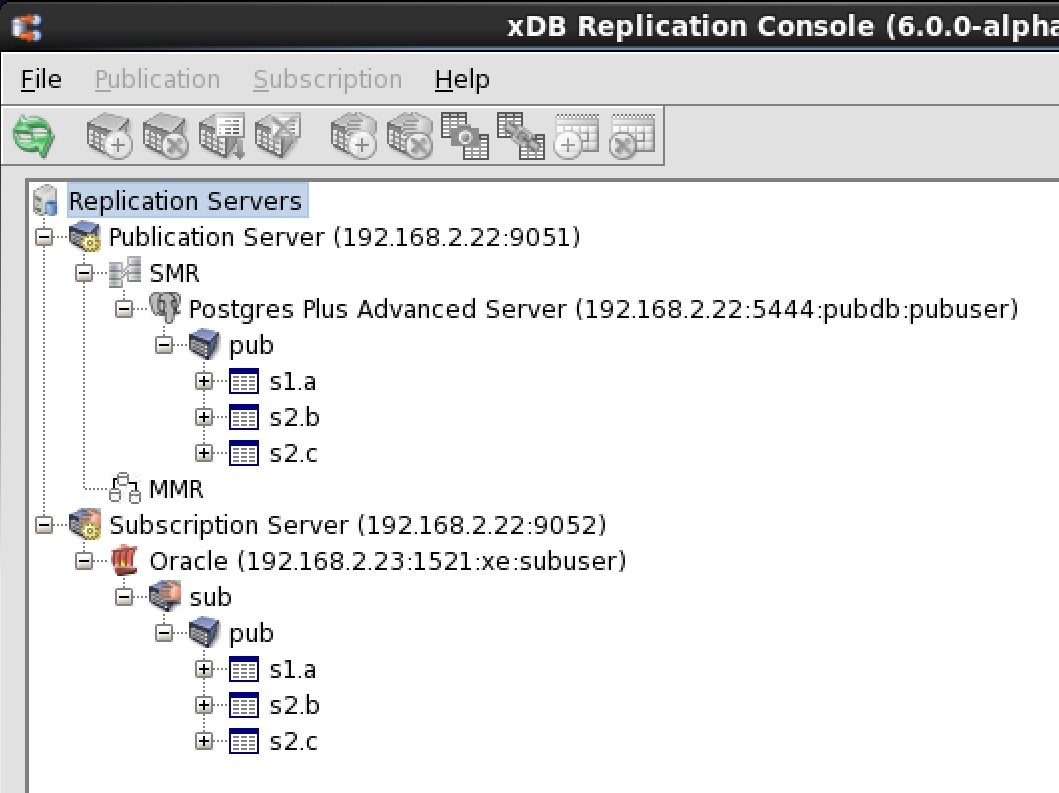 xDB Replication Console (6.0.0-alpha
File Publication Subscription Help
Replication Servers
Publication Server (192.168.2.22:9051)
SMR
Postgres Plus Advanced Server (192.168.2.22:5444:pubdb:pubuser)
pub
s1.a
s2.b
s2.c
MMR
Subscription Server (192.168.2.22:9052)
Oracle (192.168.2.23:1521:xe:subuser)
sub
pub
s1.a
s2.b
s2.c